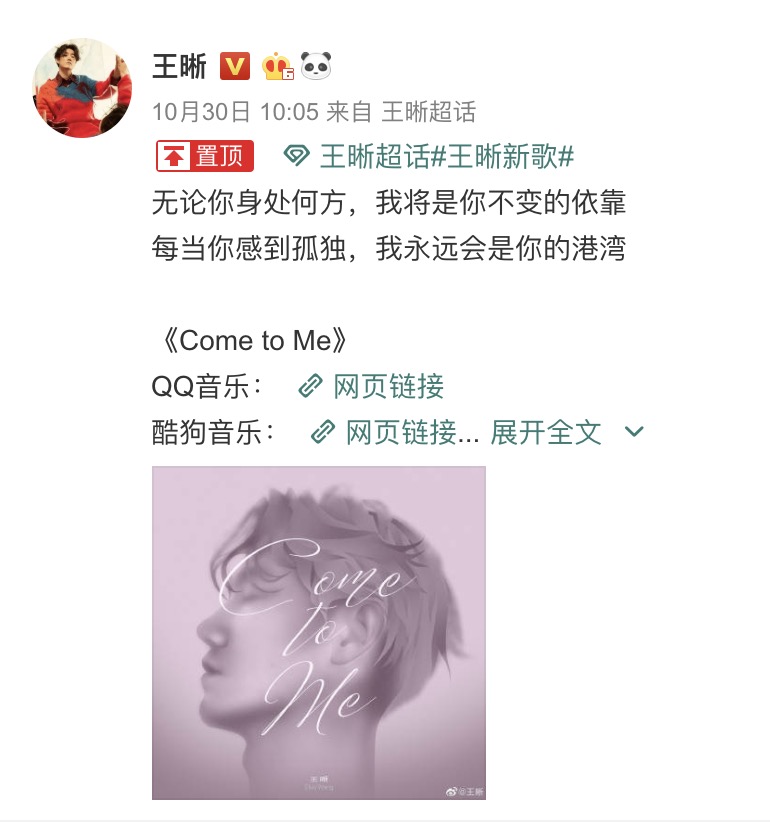 王晰
10月30日 10:05 来自 王晰超话
置顶 王晰超话#王晰新歌#
无论你身处何方，我将是你不变的依靠
每当你感到孤独，我永远会是你的港湾
《Come to Me》
QQ音乐： 网页链接
酷狗音乐： 网页链接... 展开全文
Come
to
Me
王晰
@王晰